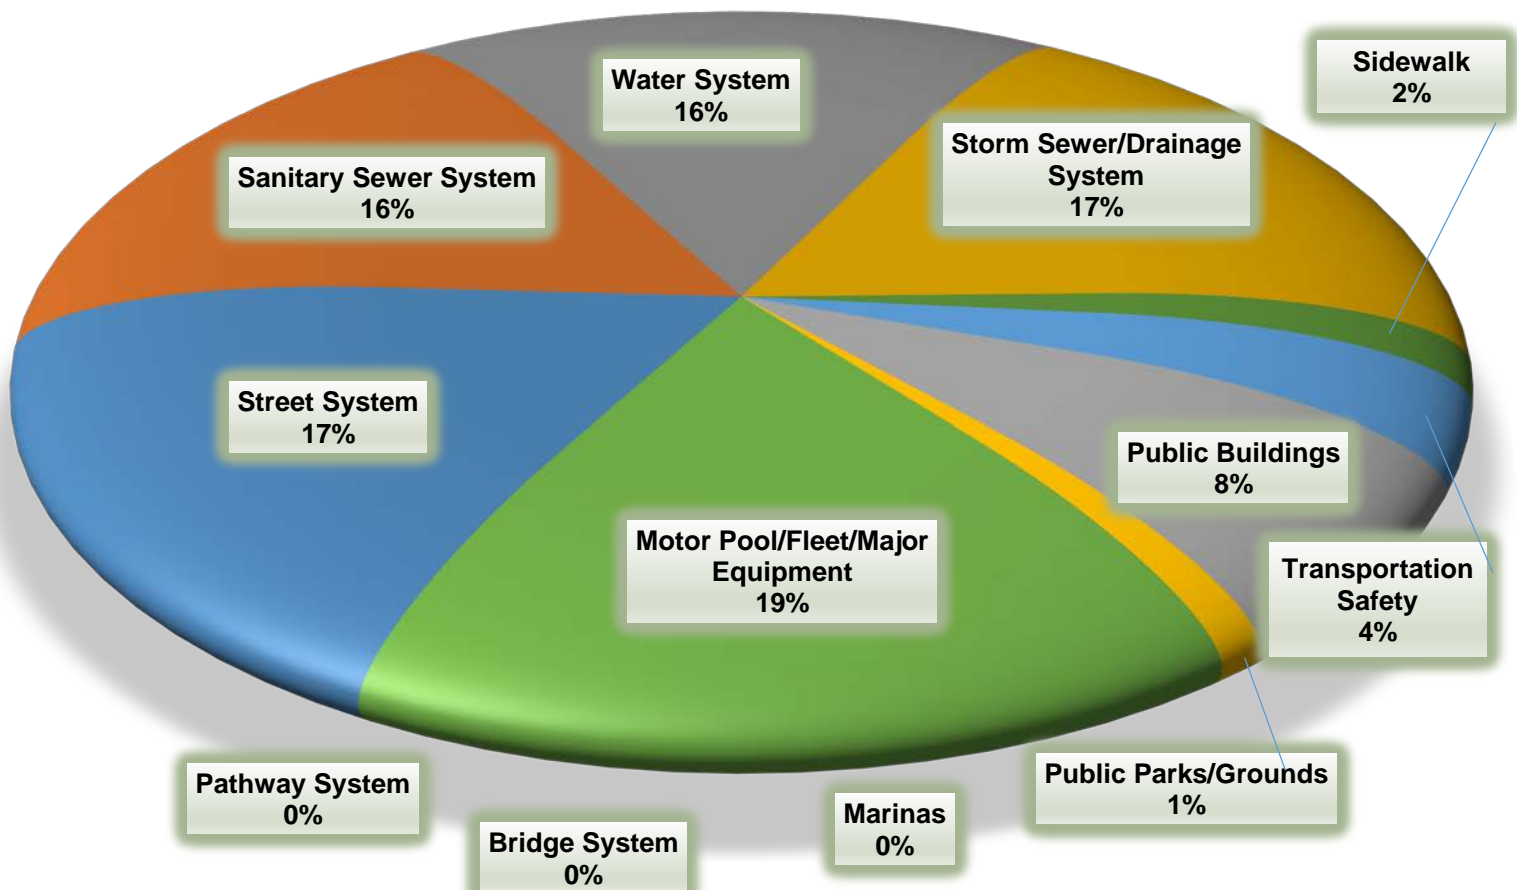 Sidewalk
2%
Water System
16%
Storm Sewer/Drainage
System
17%
Sanitary Sewer System
16%
Street System
17%
Public Buildings
8%
Motor Pool/Fleet/Major
Equipment
19%
Transportation
Safety
4%
Public Parks/Grounds
1%
Pathway System
0%
Marinas
0%
Bridge System
0%